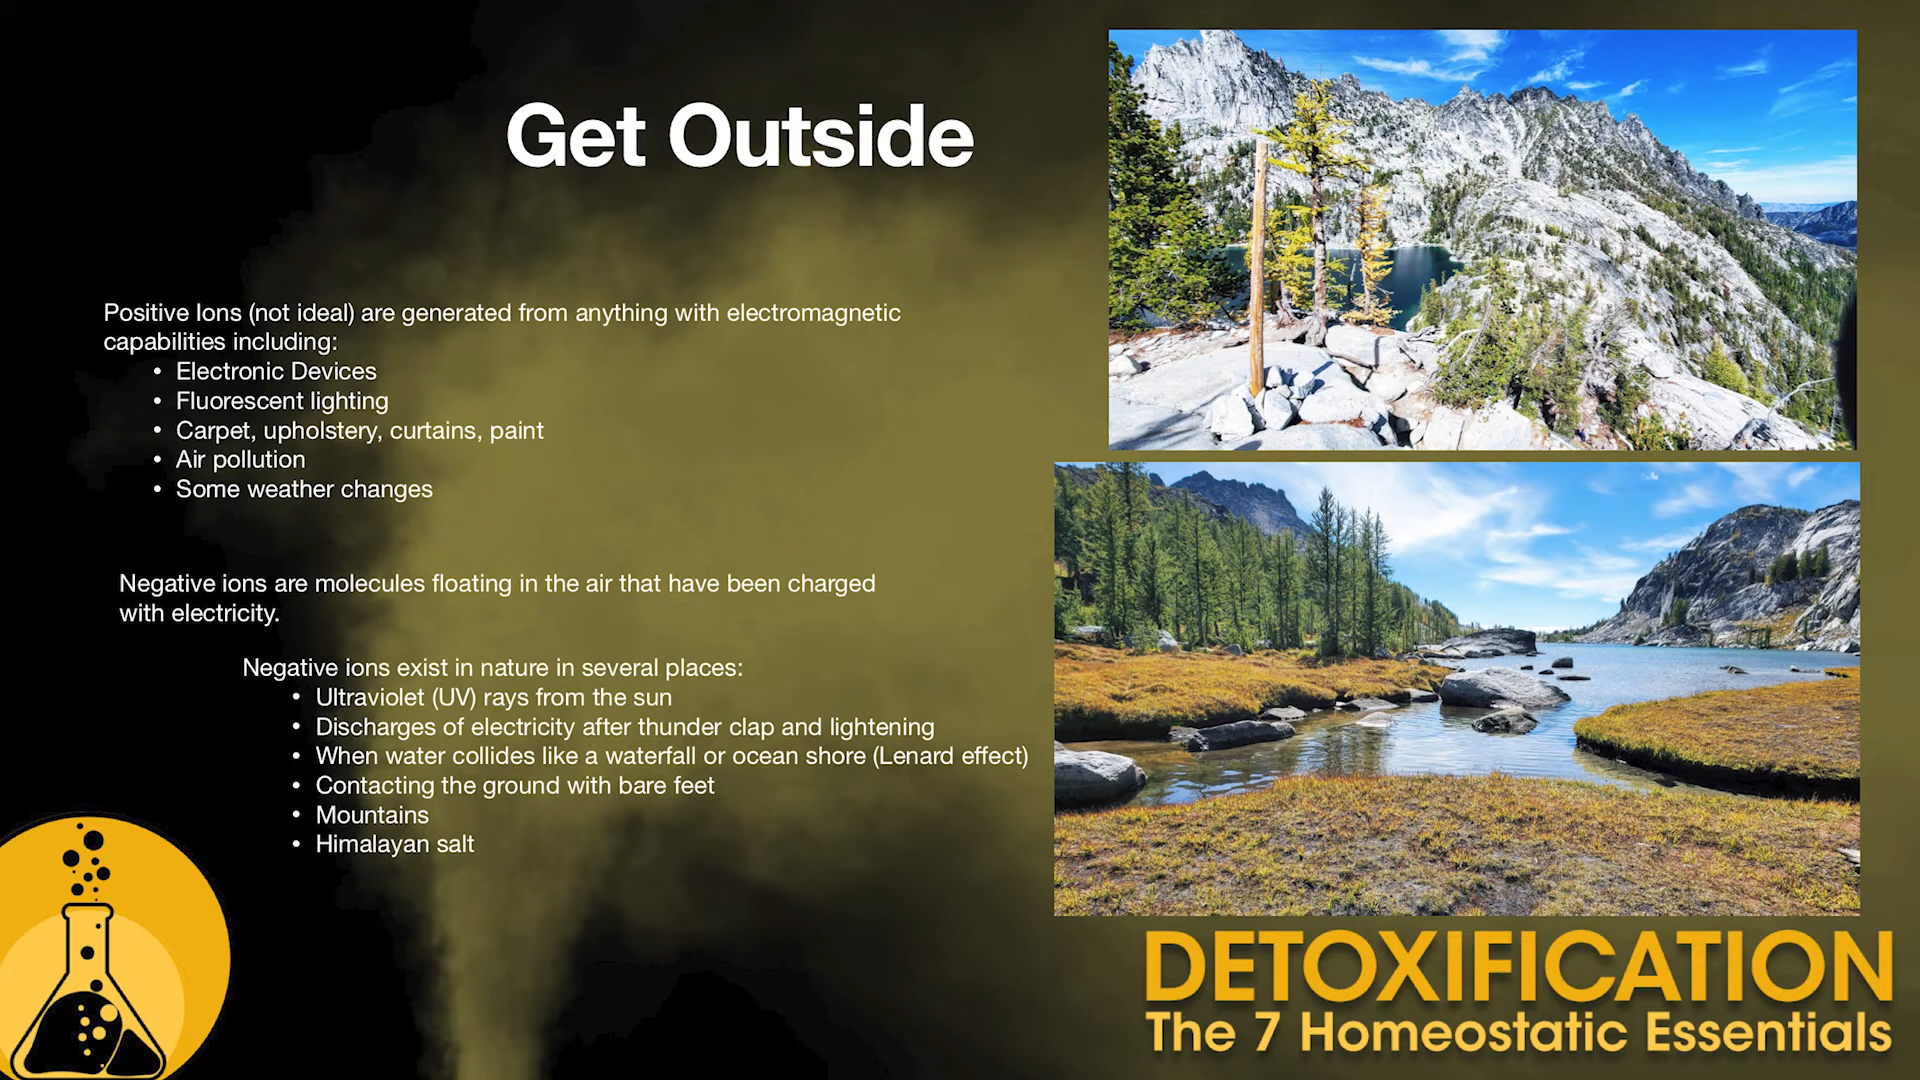 Get Outside
Positive Ions (not ideal) are generated from anything with electromagnetic
capabilities including:
• Electronic Devices
• Fluorescent lighting
• Carpet, upholstery, curtains, paint
• Air pollution
• Some weather changes
Negative ions are molecules floating in the air that have been charged
with electricity.
Negative ions exist in nature in several places:
• Ultraviolet (UV) rays from the sun
• Discharges of electricity after thunder clap and lightening
• When water collides like a waterfall or ocean shore (Lenard effect)
• Contacting the ground with bare feet
• Mountains
• Himalayan salt
DETOXIFICATION
The 7 Homeostatic Essentials